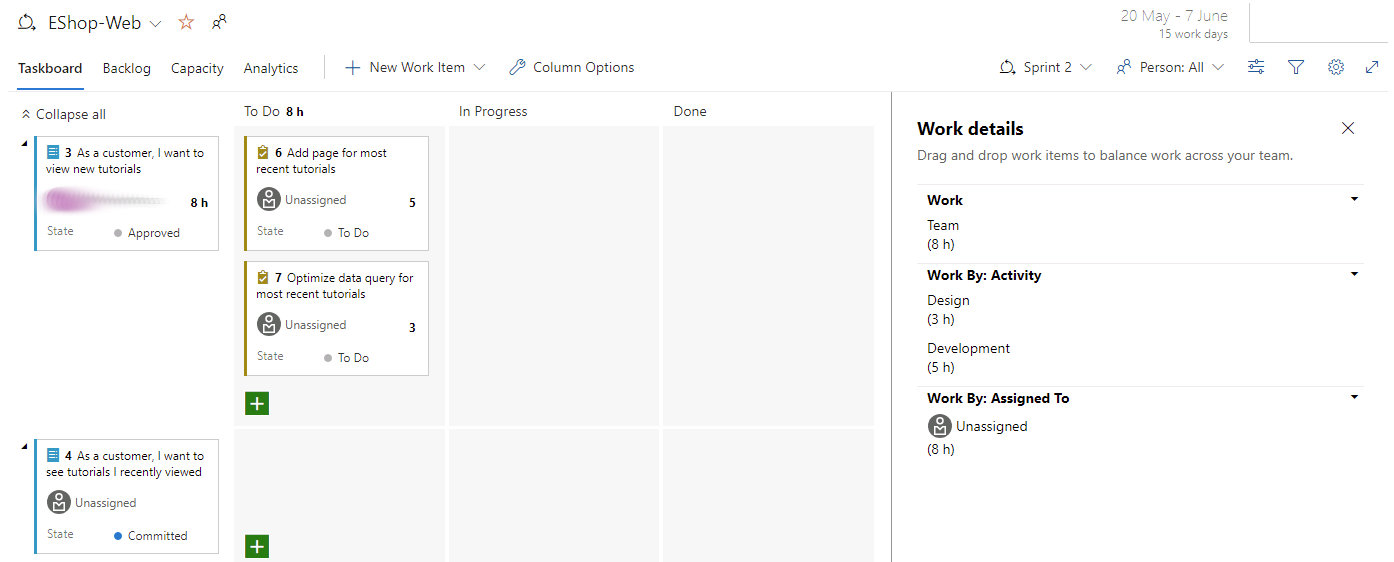 EShop-Web
20 May - 7 June
15 work days
Taskboard
Backlog
Capacity
Analytics
New Work Item
Column Options
Sprint 2
Person: All
Collapse all
To Do 8 h
In Progress
Done
3 As a customer, I want to
view new tutorials
8 h
State
Approved
6 Add page for most
recent tutorials
Unassigned
5
State
To Do
7 Optimize data query for
most recent tutorials
Unassigned
3
State
To Do
4 As a customer, I want to
see tutorials I recently viewed
Unassigned
State
Committed
Work details
Drag and drop work items to balance work across your team.
Work
Team
(8 h)
Work By: Activity
Design
(3 h)
Development
(5 h)
Work By: Assigned To
Unassigned
(8 h)